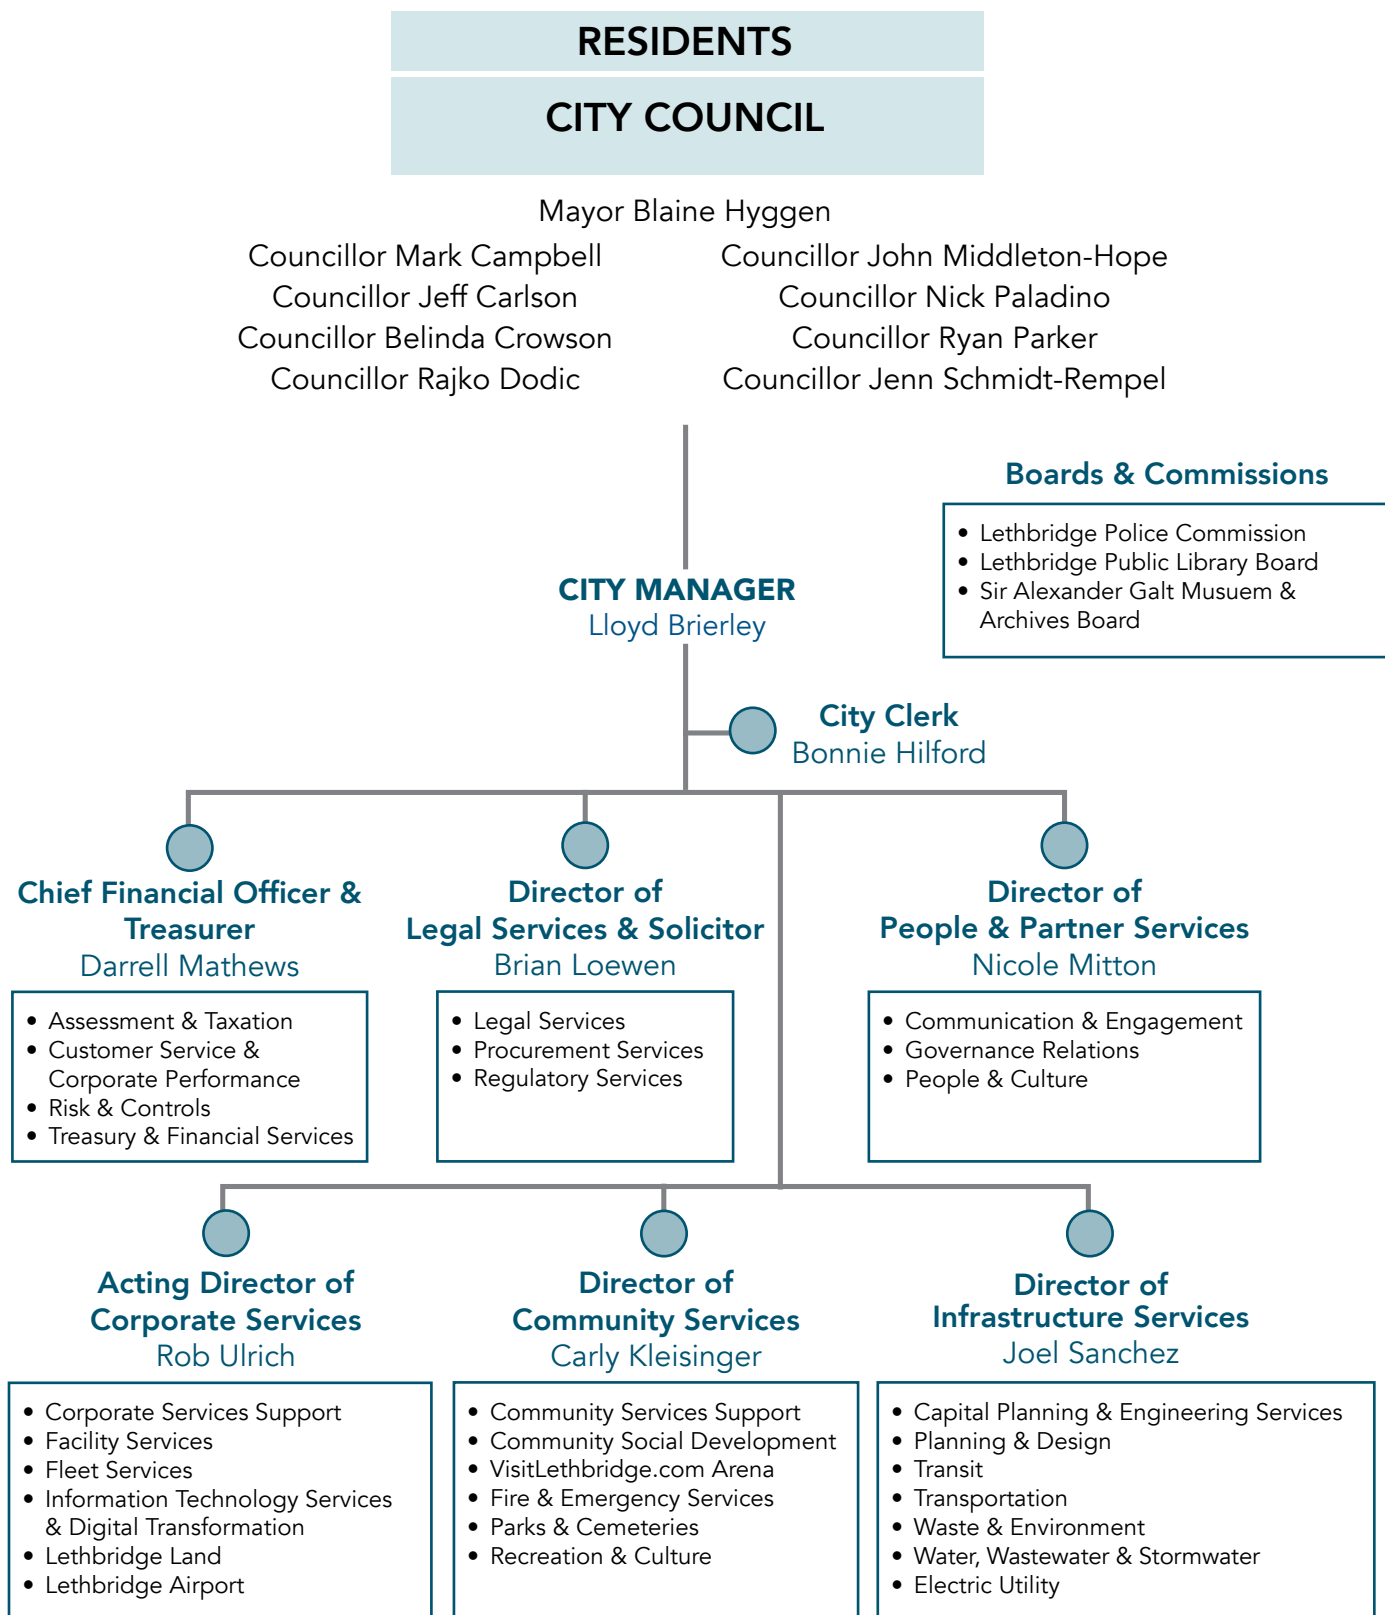 RESIDENTS
CITY COUNCIL
Mayor Blaine Hyggen
Councillor Mark Campbell
Councillor Jeff Carlson
Councillor Belinda Crowson
Councillor Rajko Dodic
Councillor John Middleton-Hope
Councillor Nick Paladino
Councillor Ryan Parker
Councillor Jenn Schmidt-Rempel
Boards & Commissions
• Lethbridge Police Commission
• Lethbridge Public Library Board
• Sir Alexander Galt Musuem &
Archives Board
CITY MANAGER
Lloyd Brierley
City Clerk
Bonnie Hilford
Chief Financial Officer &
Treasurer
Darrell Mathews
• Assessment & Taxation
• Customer Service &
Corporate Performance
• Risk & Controls
• Treasury & Financial Services
Director of
Legal Services & Solicitor
Brian Loewen
• Legal Services
• Procurement Services
• Regulatory Services
Director of
People & Partner Services
Nicole Mitton
• Communication & Engagement
• Governance Relations
• People & Culture
Acting Director of
Corporate Services
Rob Ulrich
• Corporate Services Support
• Facility Services
• Fleet Services
• Information Technology Services
& Digital Transformation
• Lethbridge Land
• Lethbridge Airport
Director of
Community Services
Carly Kleisinger
• Community Services Support
• Community Social Development
• VisitLethbridge.com Arena
• Fire & Emergency Services
• Parks & Cemeteries
• Recreation & Culture
Director of
Infrastructure Services
Joel Sanchez
• Capital Planning & Engineering Services
• Planning & Design
• Transit
• Transportation
• Waste & Environment
• Water, Wastewater & Stormwater
• Electric Utility